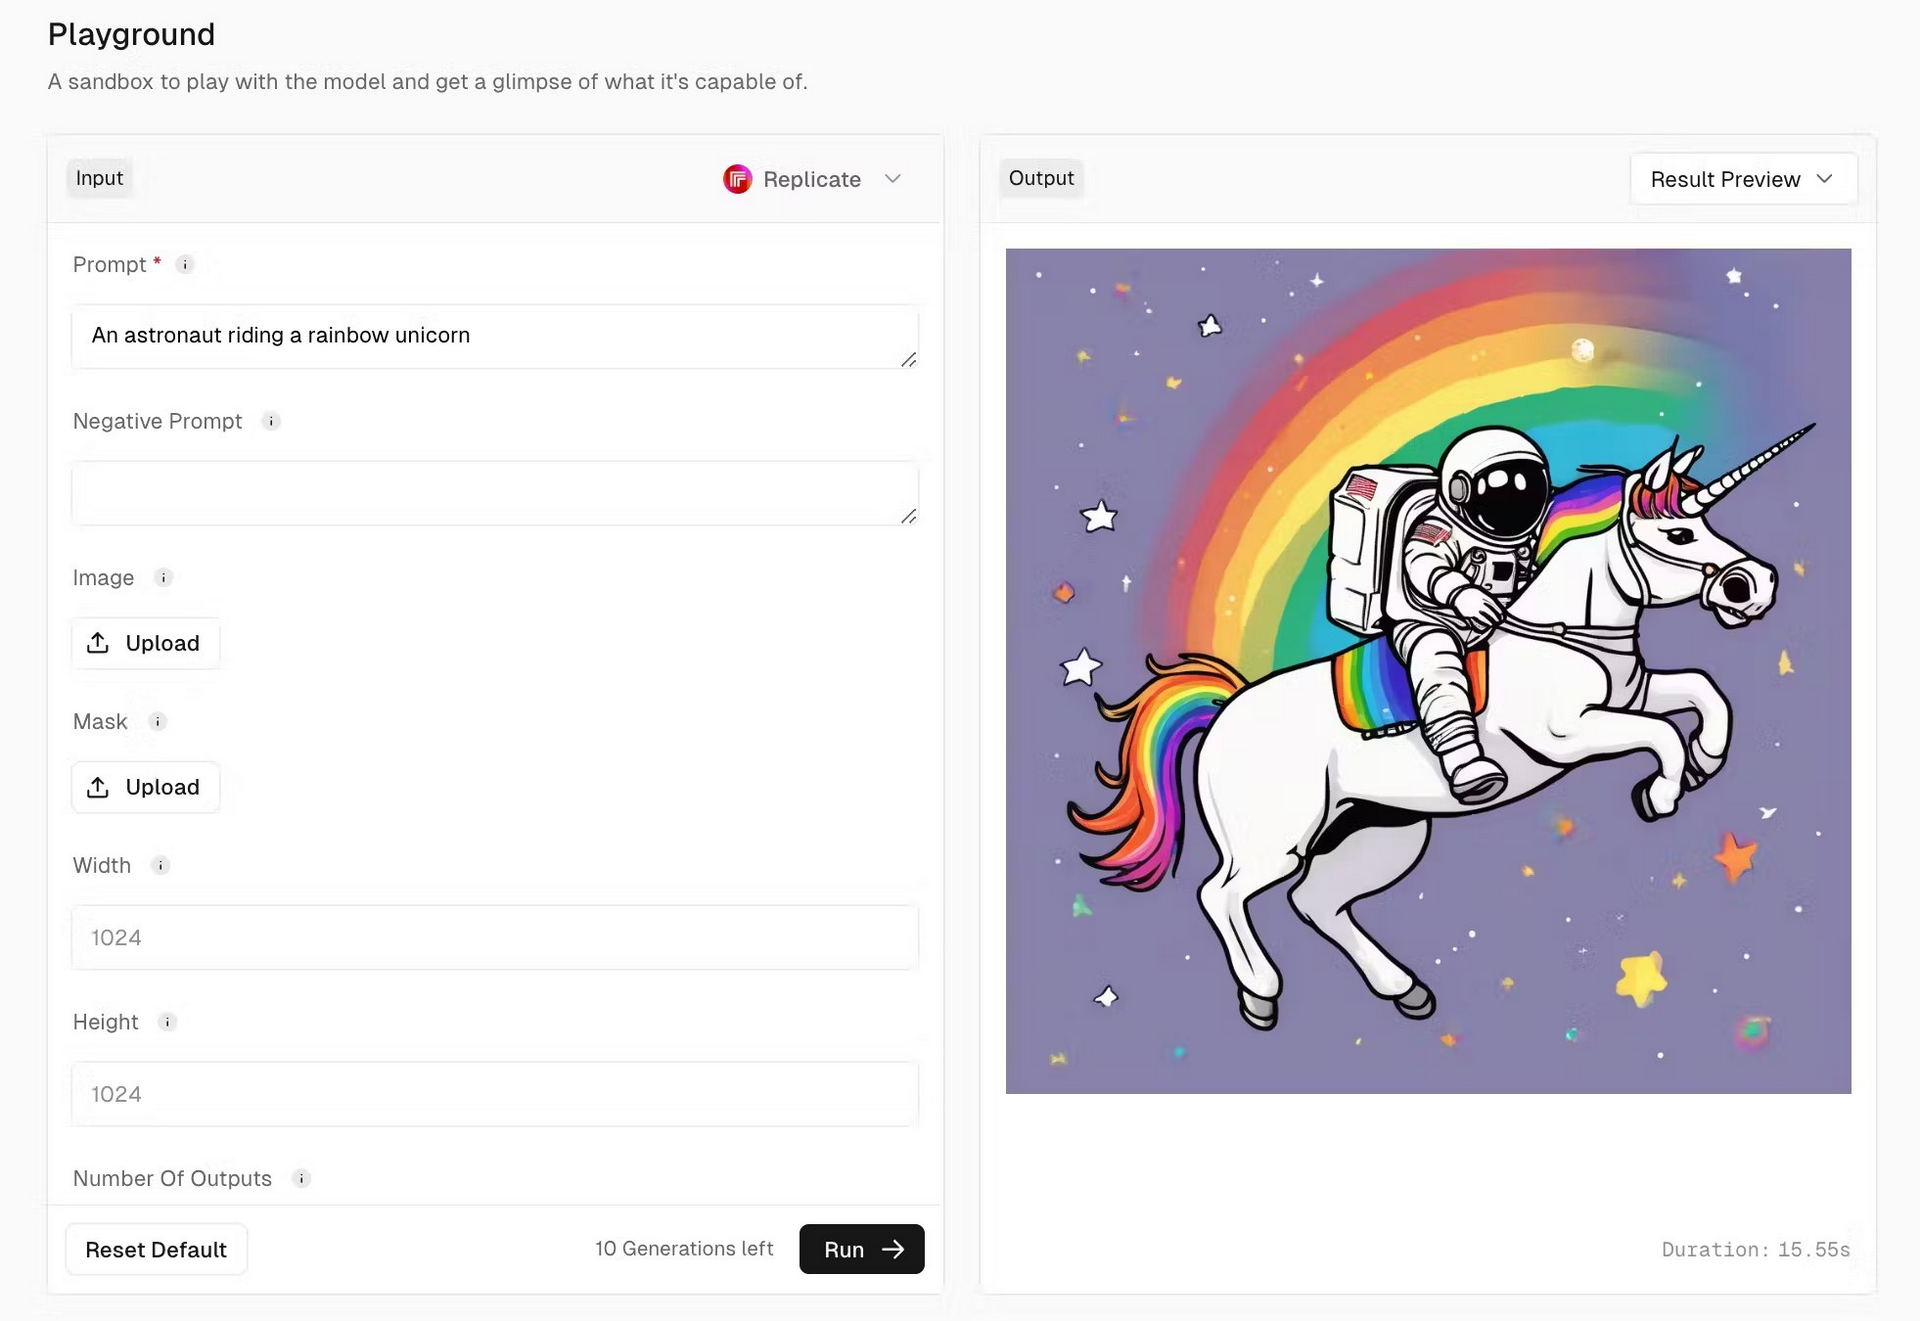 Playground
A sandbox to play with the model and get a glimpse of what it's capable of.
Input
Replicate
Prompt *
An astronaut riding a rainbow unicorn
Negative Prompt
Image
Upload
Mask
Upload
Width
1024
Height
1024
Number Of Outputs
Reset Default
10 Generations left
Run
Output
Result Preview
Duration: 15.55s